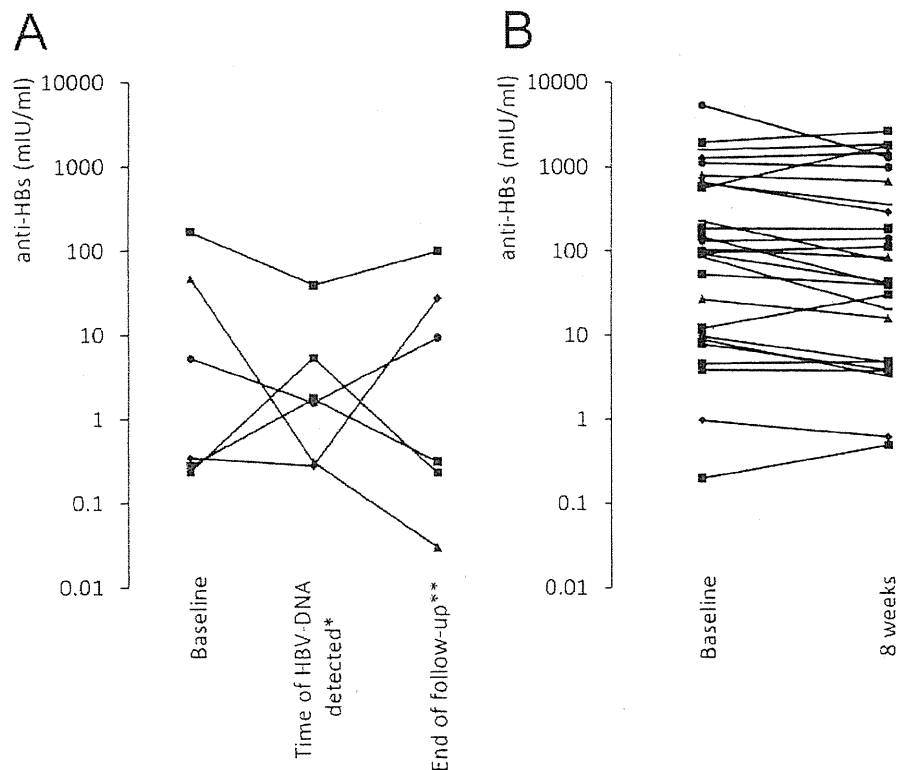 A
anti-HBs (mIU/ml)
10000
1000
100
10
1
0.1
0.01
Baseline
Time of HBV-DNA
detected*
End of follow-up**
B
anti-HBs (mIU/ml)
10000
1000
100
10
1
0.1
0.01
Baseline
8 weeks